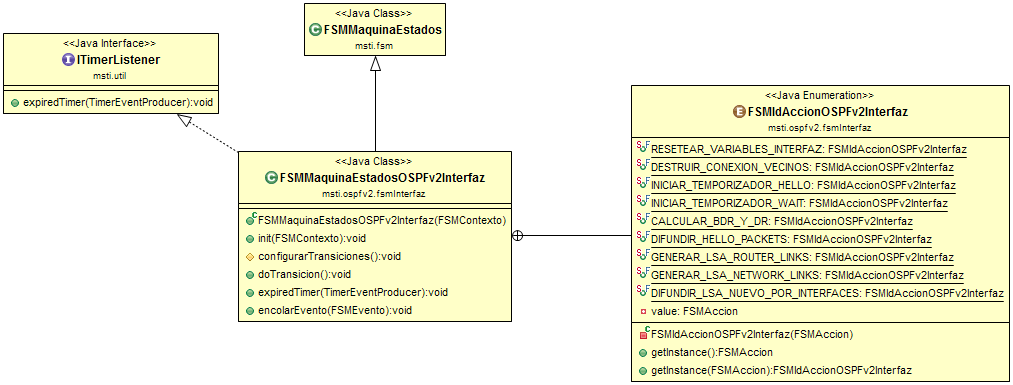 <<Java Class>>
FSMMaquinaEstados
msti.fsm
<<Java Interface>>
ITimerListener
msti.util
expiredTimer(TimerEventProducer):void
<<Java Class>>
FSMMaquinaEstadosOSPFv2Interfaz
msti.ospfv2.fsmInterfaz
FSMMaquinaEstadosOSPFv2Interfaz(FSMContexto)
init(FSMContexto):void
configurarTransiciones():void
doTransicion():void
expiredTimer(TimerEventProducer):void
encolarEvento(FSMEvento):void
<<Java Enumeration>>
FSMIdAccionOSPFv2Interfaz
msti.ospfv2.fsmInterfaz
RESETEAR_VARIABLES_INTERFAZ: FSMIdAccionOSPFv2Interfaz
DESTRUIR_CONEXION_VECINOS: FSMIdAccionOSPFv2Interfaz
INICIAR_TEMPORIZADOR_HELLO: FSMIdAccionOSPFv2Interfaz
INICIAR_TEMPORIZADOR_WAIT: FSMIdAccionOSPFv2Interfaz
CALCULAR_BDR_Y_DR: FSMIdAccionOSPFv2Interfaz
DIFUNDIR_HELLO_PACKETS: FSMIdAccionOSPFv2Interfaz
GENERAR_LSA_ROUTER_LINKS: FSMIdAccionOSPFv2Interfaz
GENERAR_LSA_NETWORK_LINKS: FSMIdAccionOSPFv2Interfaz
DIFUNDIR_LSA_NUEVO_POR_INTERFACES: FSMIdAccionOSPFv2Interfaz
value: FSMAccion
FSMIdAccionOSPFv2Interfaz(FSMAccion)
getInstance():FSMAccion
getInstance(FSMAccion):FSMIdAccionOSPFv2Interfaz